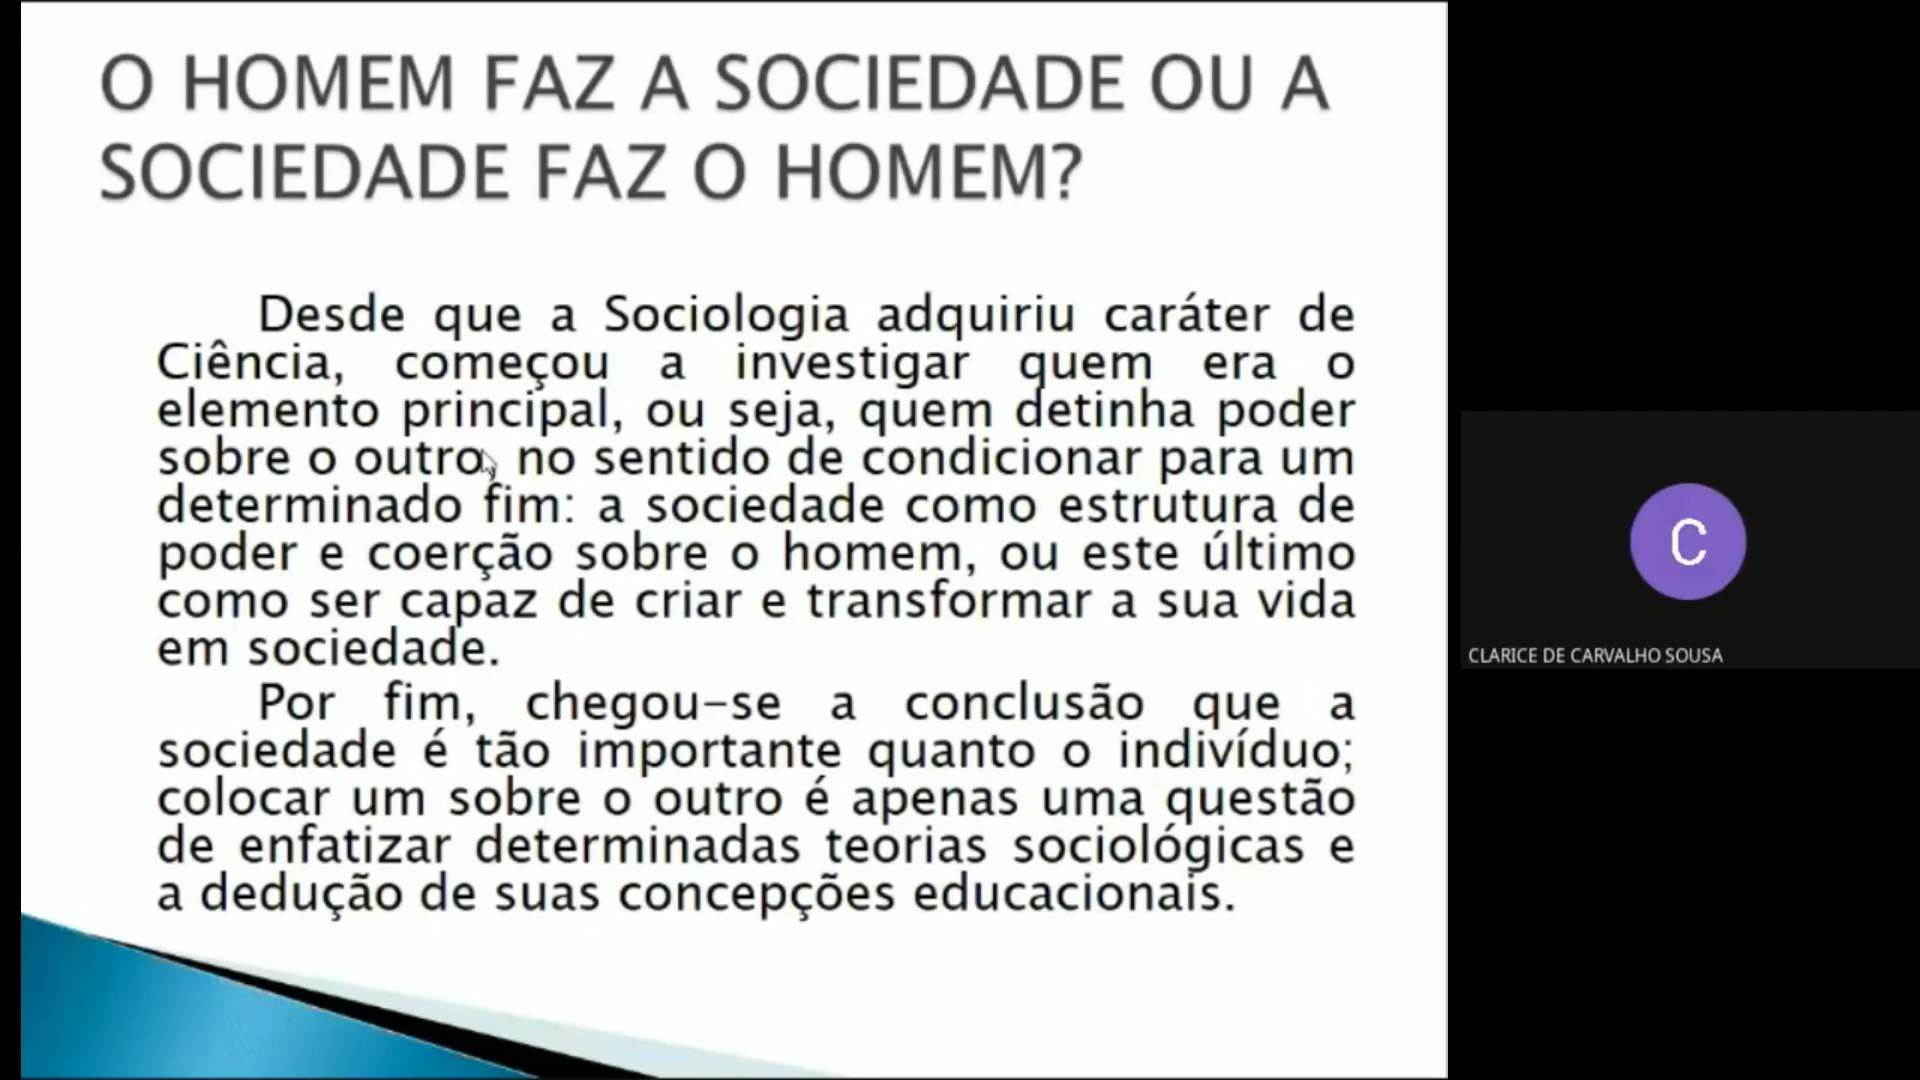 O HOMEM FAZ A SOCIEDADE OU A
SOCIEDADE FAZ O HOMEM?
Desde que a Sociologia adquiriu caráter de
Ciência, começou a investigar quem era o
elemento principal, ou seja, quem detinha poder
sobre o outro, no sentido de condicionar para um
determinado fim: a sociedade como estrutura de
poder e coerção sobre o homem, ou este último
como ser capaz de criar e transformar a sua vida
em sociedade.
Por fim, chegou-se a conclusão que a
sociedade é tão importante quanto o indivíduo;
colocar um sobre o outro é apenas uma questão
de enfatizar determinadas teorias sociológicas e
a dedução de suas concepções educacionais.
C
CLARICE DE CARVALHO SOUSA